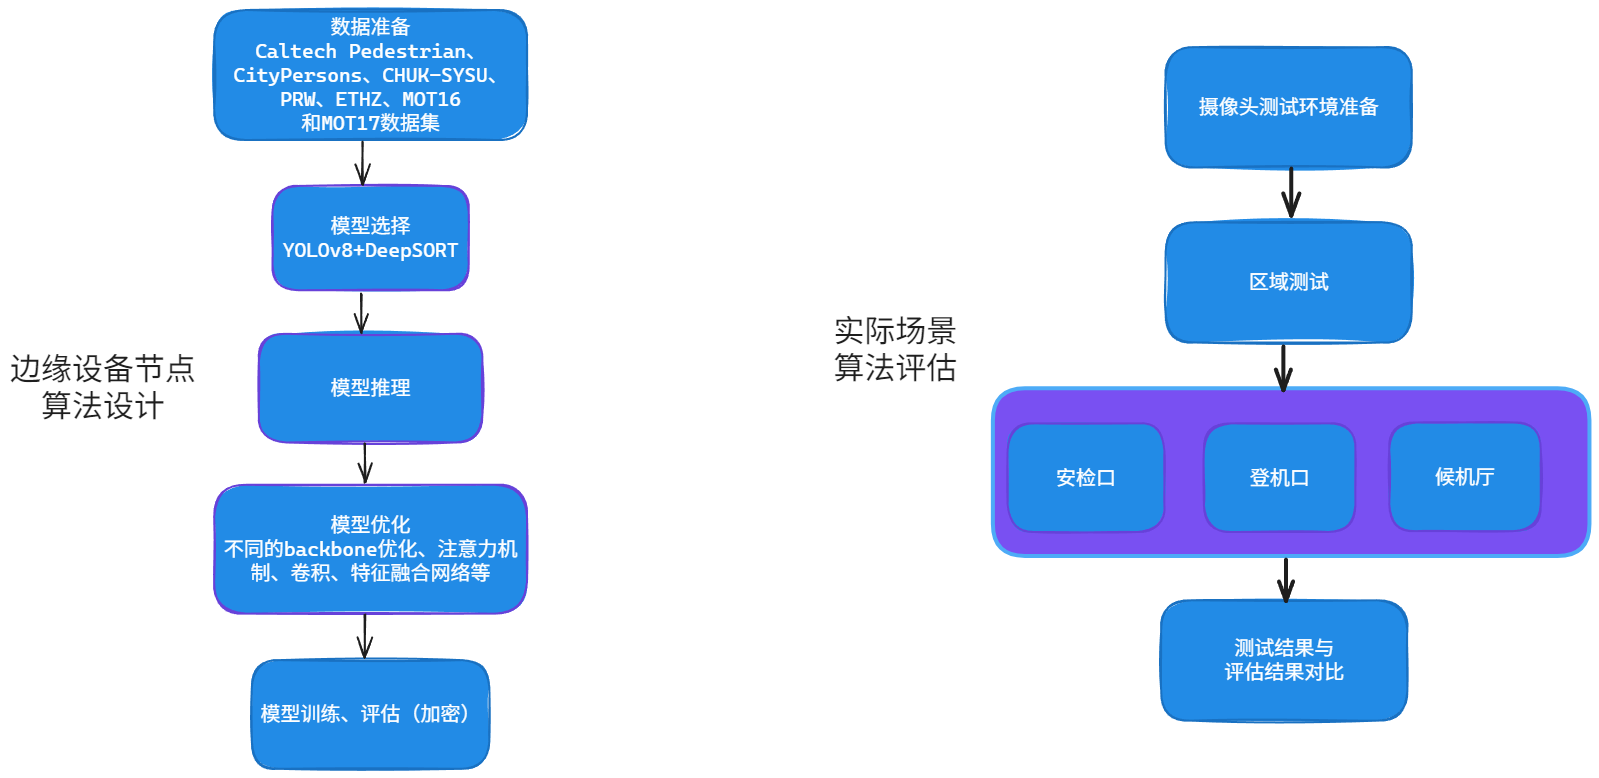 数据准备
Caltech Pedestrian、
CityPersons、CHUK-SYSU、
PRW、ETHZ、MOT16
和MOT17数据集
模型选择
YOLOv8+DeepSORT
边缘设备节点
算法设计
模型推理
模型优化
不同的backbone优化、注意力机
制、卷积、特征融合网络等
模型训练、评估（加密）
摄像头测试环境准备
区域测试
实际场景
算法评估
安检口
登机口
候机厅
测试结果与
评估结果对比